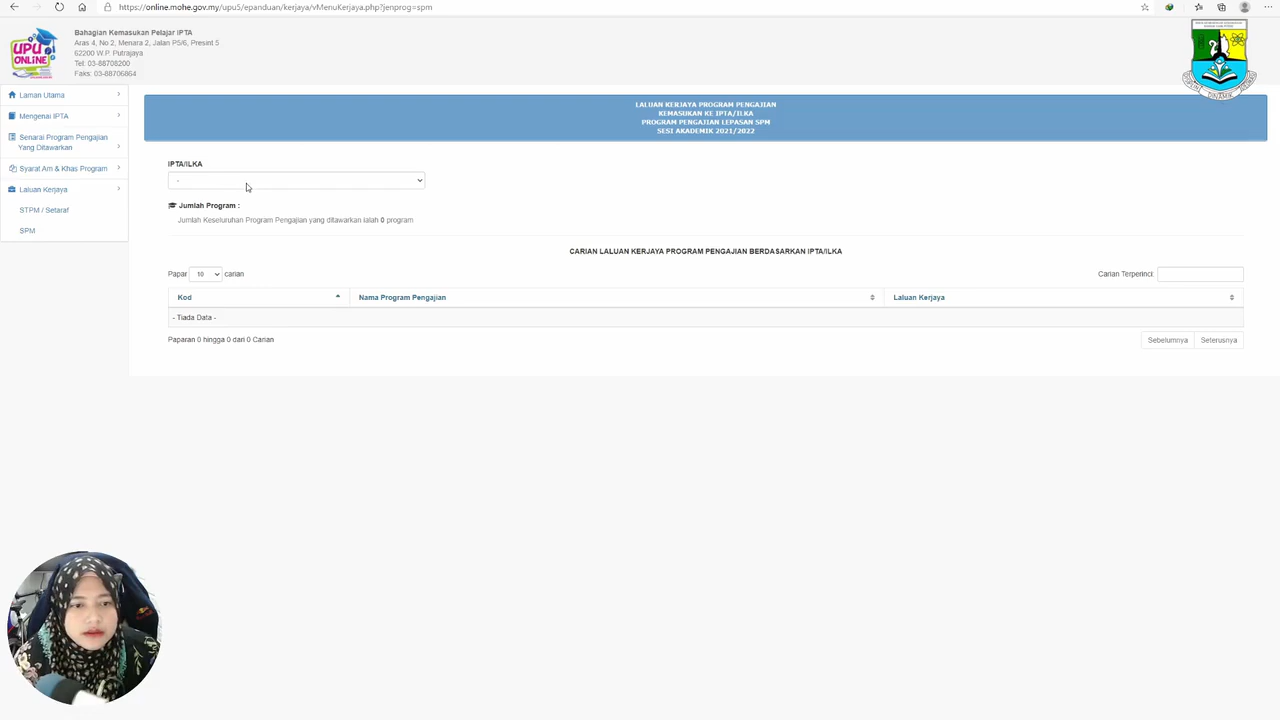 https://online.mohe.gov.my/upu5/epanduan/kerjaya/vMenuKerjaya.php?jenprog=spm
UPU
ONLINE
Bahagian Kemasukan Pelajar IPTA
Aras 4, No 2, Menara 2, Jalan P5/6, Presint 5
62200 W.P. Putrajaya
Tel: 03-88708200
Faks: 03-88706864
Laman Utama
Mengenai IPTA
Senarai Program Pengajian
Yang Ditawarkan
Syarat Am & Khas Program
Laluan Kerjaya
STPM / Setaraf
SPM
LALUAN KERJAYA PROGRAM PENGAJIAN
KEMASUKAN KE IPTA/ILKA
PROGRAM PENGAJIAN LEPASAN SPM
SESI AKADEMIK 2021/2022
IPTA/ILKA
-
Jumlah Program :
Jumlah Keseluruhan Program Pengajian yang ditawarkan ialah 0 program
CARIAN LALUAN KERJAYA PROGRAM PENGAJIAN BERDASARKAN IPTA/ILKA
Papar 10 carian
Carian Terperinci:
Kod Nama Program Pengajian Laluan Kerjaya
- Tiada Data -
Paparan 0 hingga 0 dari 0 Carian
Sebelumnya Seterusnya